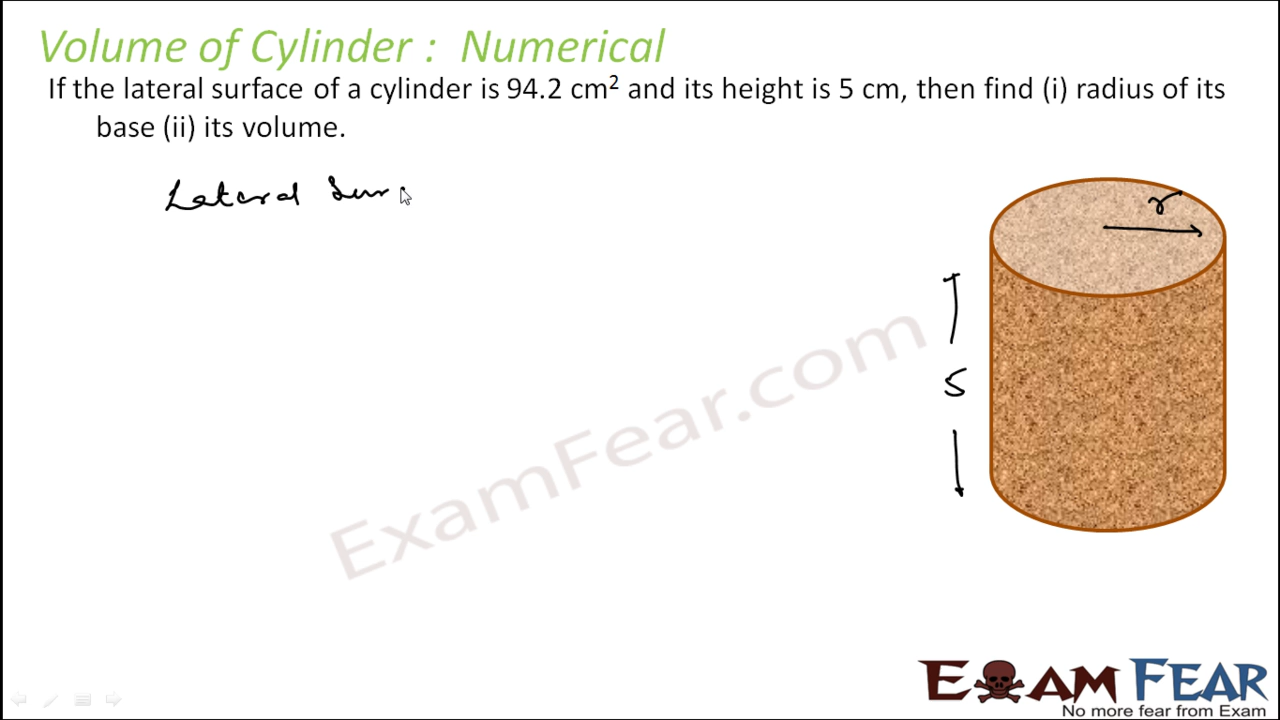 Volume of Cylinder : Numerical
If the lateral surface of a cylinder is 94.2 cm² and its height is 5 cm, then find (i) radius of its
base (ii) its volume.
Lateral Sur
r
5
ExamFear.com
EXAM FEAR
No more fear from Exam